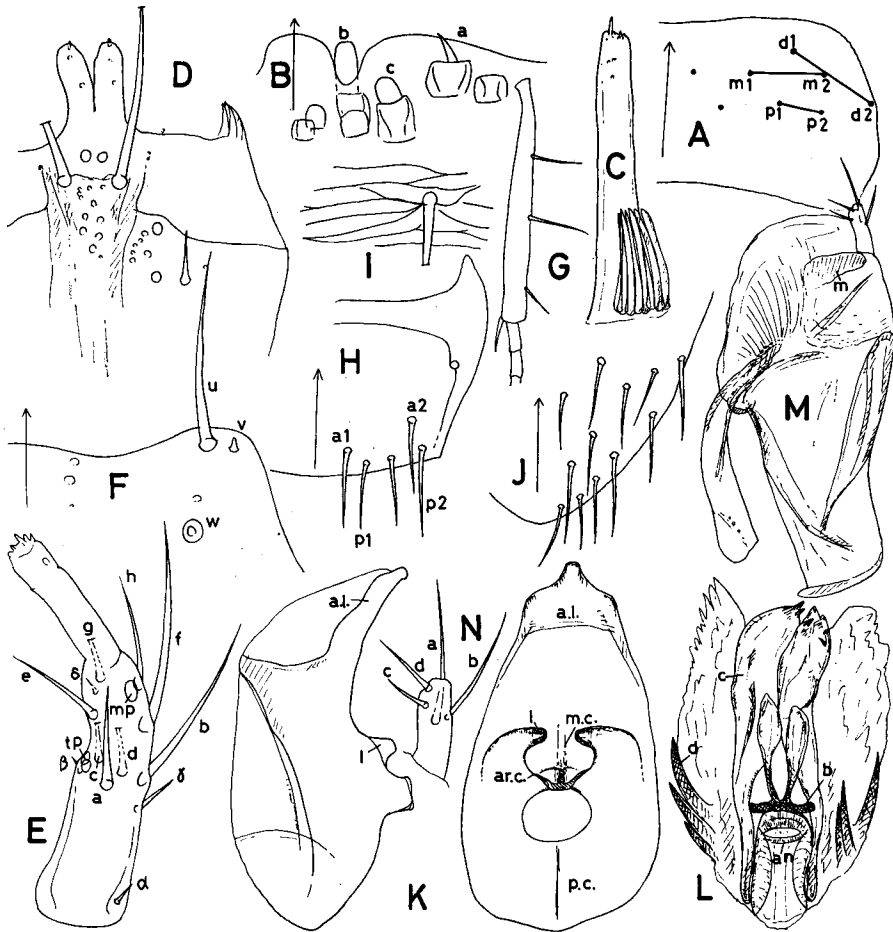 D
B
b
a
c
C
d1
m1
m2
A
p1
p2
d2
I
G
m
H
M
u
a1
a2
J
v
F
p1
p2
w
h
a.l.
N
a.l.
g
f
a
d
b
δ
c
e
mp
b
l
m.c.
c
tp
l
d
β
c
d
ar.c.
d
b
a
γ
an
E
K
p.c.
L
α